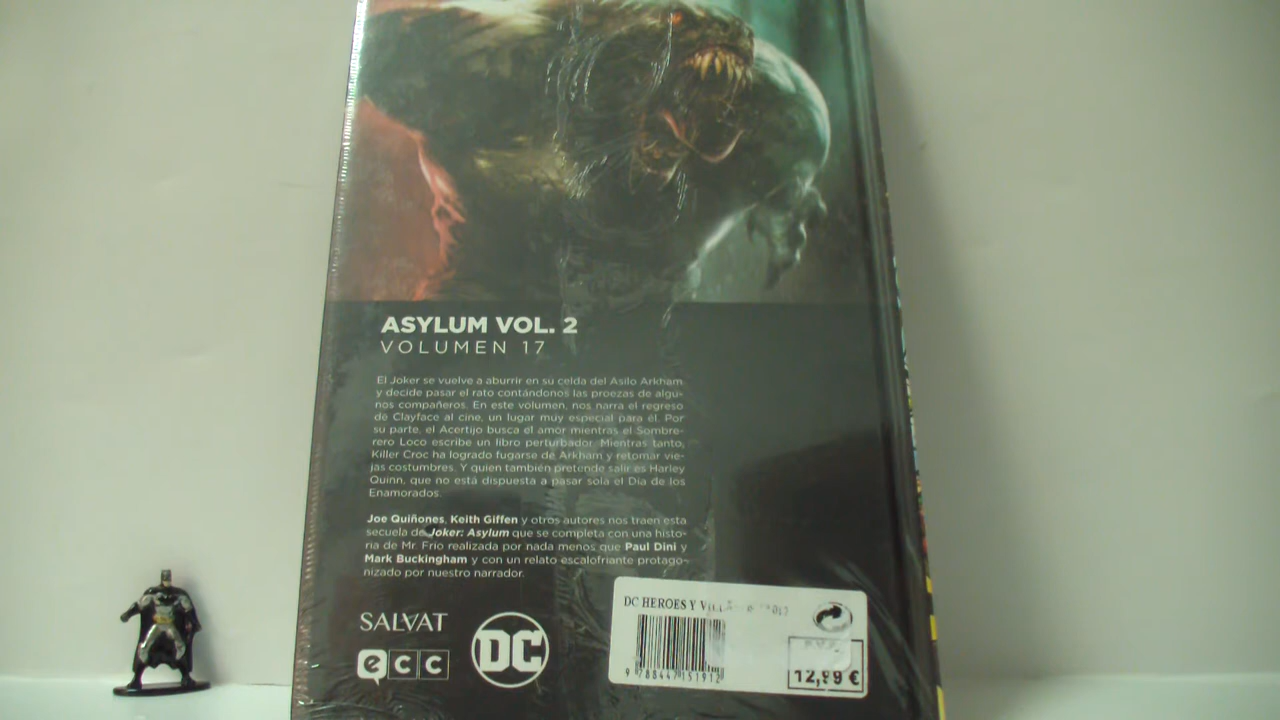 ASYLUM VOL. 2
VOLUMEN 17
El Joker se vuelve a aburrir en su celda del Asilo Arkham
y decide pasar el rato contándonos las proezas de algu-
nos compañeros. En este volumen, nos narra el regreso
de Clayface al cine, un lugar muy especial para él. Por
su parte, el Acertijo busca el amor mientras el Sombre-
rero Loco escribe un libro perturbador. Mientras tanto,
Killer Croc ha logrado fugarse de Arkham y retomar vie-
jas costumbres. Y quien también pretende salir es Harley
Quinn, que no está dispuesta a pasar sola el Día de los
Enamorados.
Joe Quiñones, Keith Giffen y otros autores nos traen esta
secuela de Joker: Asylum que se completa con una histo-
ria de Mr. Frío realizada por nada menos que Paul Dini y
Mark Buckingham y con un relato escalofriante protago-
nizado por nuestro narrador.
SALVAT
ecc
DC
DC HEROES Y
9 788447 151912
P.V.P.
12,99 €